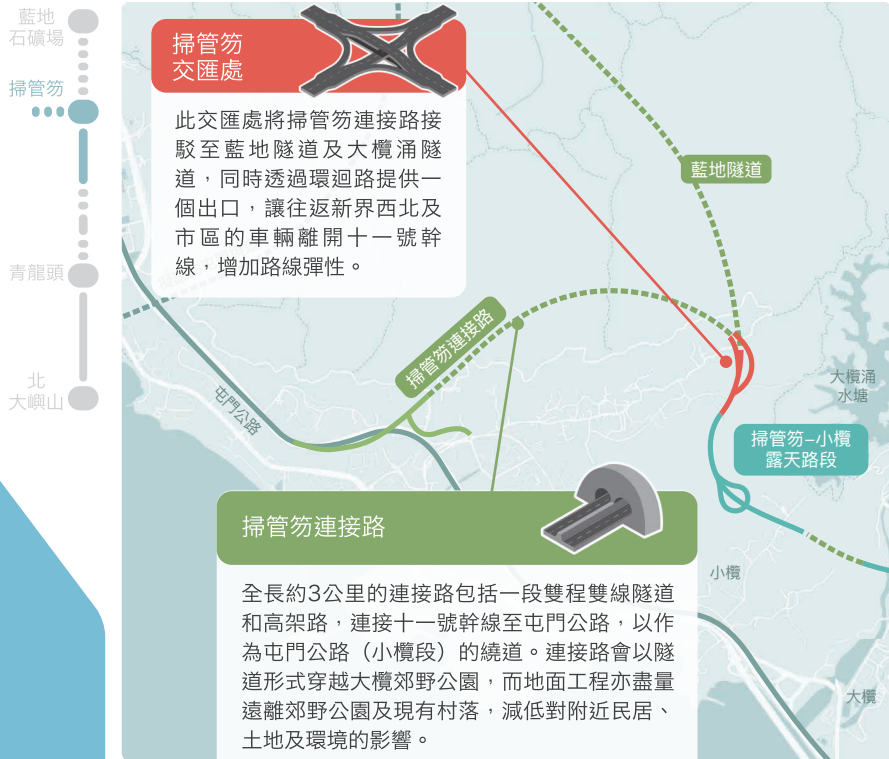 藍地
石礦場
掃管笏
青龍頭
北
大嶼山
掃管笏
交匯處
此交匯處將掃管笏連接路接
駁至藍地隧道及大欖涌隧
道，同時透過環迴路提供一
個出口，讓往返新界西北及
市區的車輛離開十一號幹
線，增加路線彈性。
藍地隧道
掃管笏連接路
屯門公路
大欖涌
水塘
掃管笏–小欖
露天路段
掃管笏連接路
全長約3公里的連接路包括一段雙程雙線隧道
和高架路，連接十一號幹線至屯門公路，以作
為屯門公路（小欖段）的繞道。連接路會以隧
道形式穿越大欖郊野公園，而地面工程亦盡量
遠離郊野公園及現有村落，減低對附近民居、
土地及環境的影響。
小欖
大欖